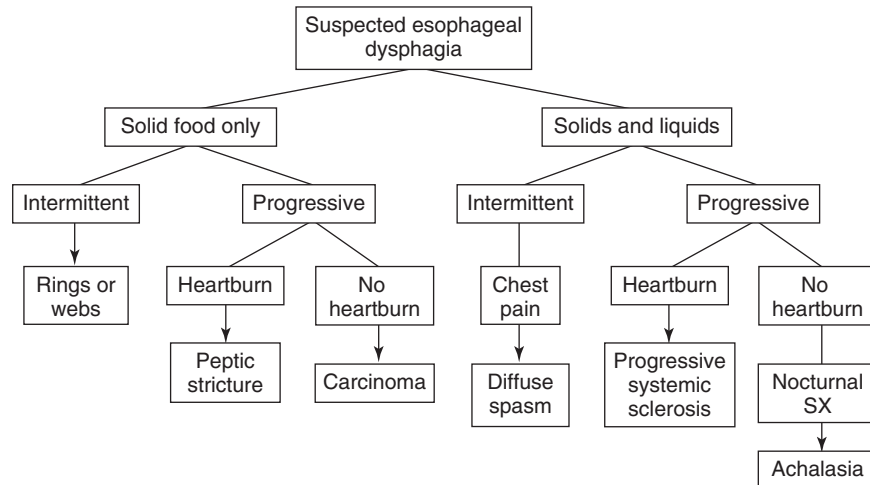 Suspected esophageal
dysphagia
Solid food only
Solids and liquids
Intermittent
Progressive
Intermittent
Progressive
Rings or
webs
Heartburn
No
heartburn
Chest
pain
Heartburn
No
heartburn
Peptic
stricture
Carcinoma
Diffuse
spasm
Progressive
systemic
sclerosis
Nocturnal
SX
Achalasia